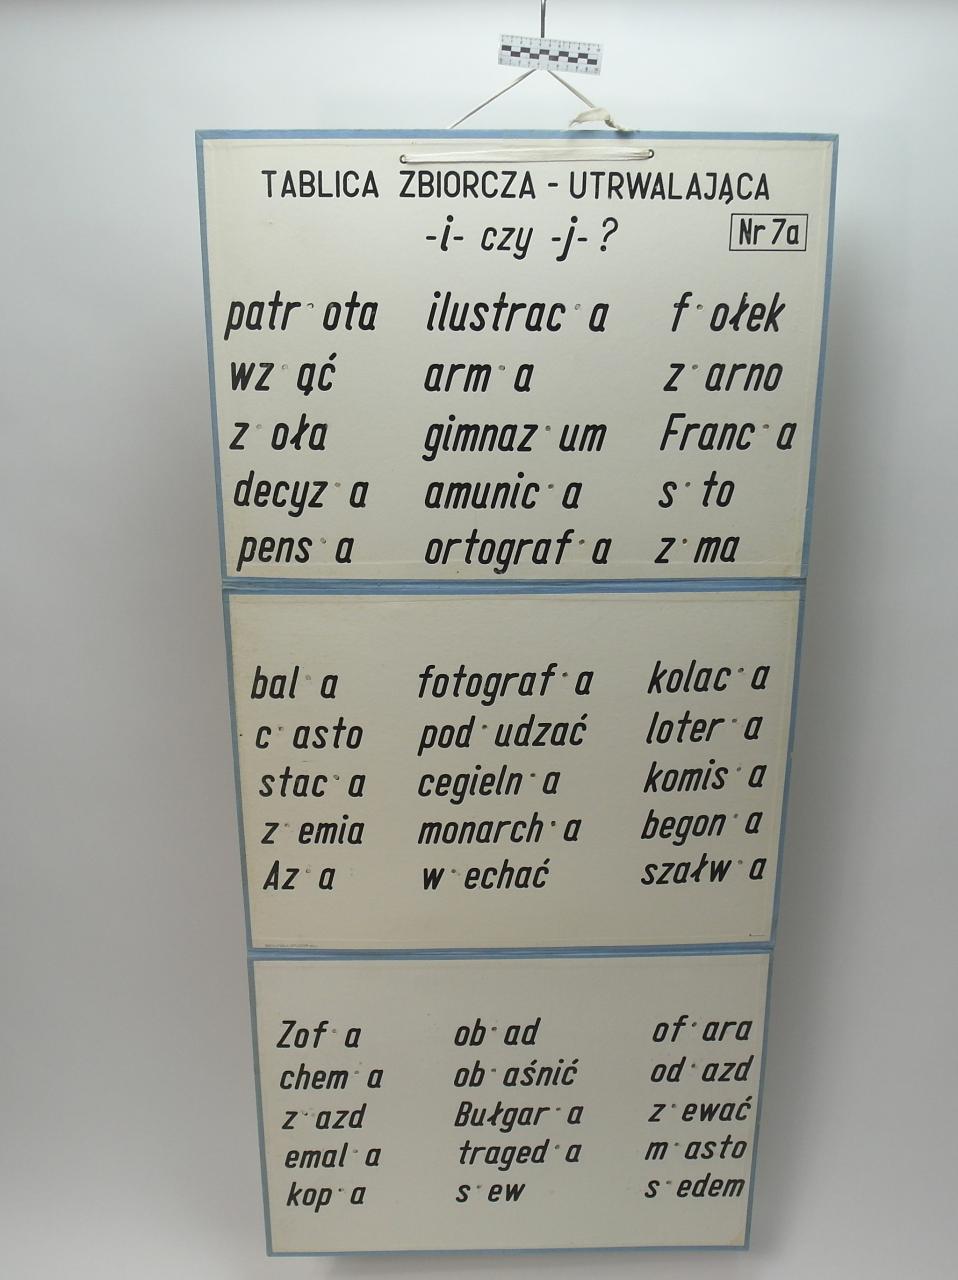 TABLICA ZBIORCZA - UTRWALAJĄCA
-i- czy -j- ?
Nr 7a
patr ota ilustrac a f ołek
wz ąć arm a z arno
z oła gimnaz um Franc a
decyz a amunic a s to
pens a ortograf a z ma
bal a fotograf a kolac a
c asto pod udzać loter a
stac a cegieln a komis a
z emia monarch a begon a
Az a w echać szałw a
Zof a ob ad of ara
chem a ob aśnić od azd
z azd Bułgar a z ewać
emal a traged a m asto
kop a s ew s edem